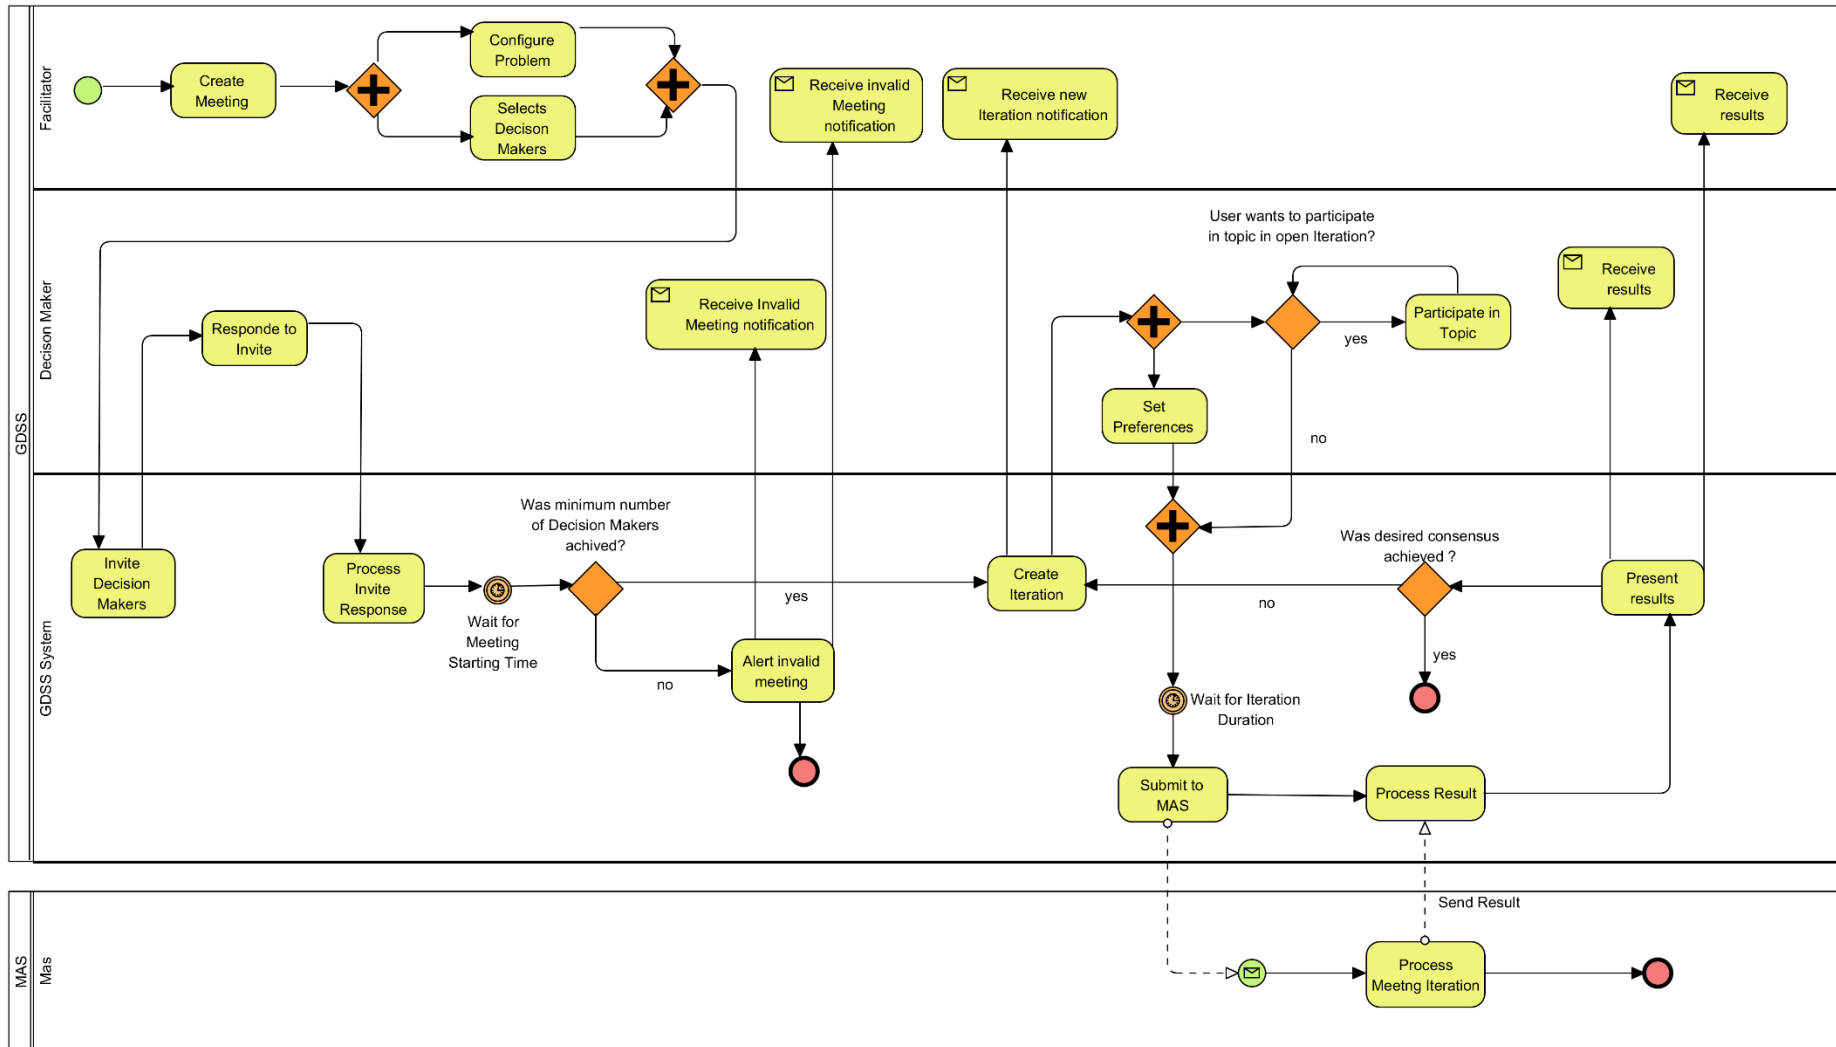 GDSS
Facilitator
Create
Meeting
Configure
Problem
Selects
Decison
Makers
Receive invalid
Meeting
notification
Receive new
Iteration notification
Receive
results
Decison Maker
Responde to
Invite
Receive Invalid
Meeting notification
User wants to participate
in topic in open Iteration?
yes
Participate in
Topic
Set
Preferences
no
Receive
results
GDSS System
Invite
Decision
Makers
Process
Invite
Response
Wait for
Meeting
Starting Time
Was minimum number
of Decision Makers
achived?
yes
no
Alert invalid
meeting
Create
Iteration
no
Was desired consensus
achieved ?
yes
Present
results
Wait for Iteration
Duration
Submit to
MAS
Process Result
MAS
Mas
Send Result
Process
Meetng Iteration